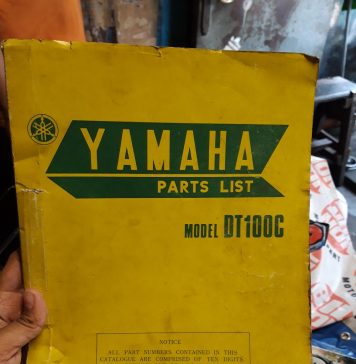 YAMAHA
PARTS LIST
MODEL DT100C
NOTICE
ALL PART NUMBERS CONTAINED IN THIS
CATALOGUE ARE COMPRISED OF TEN DIGITS